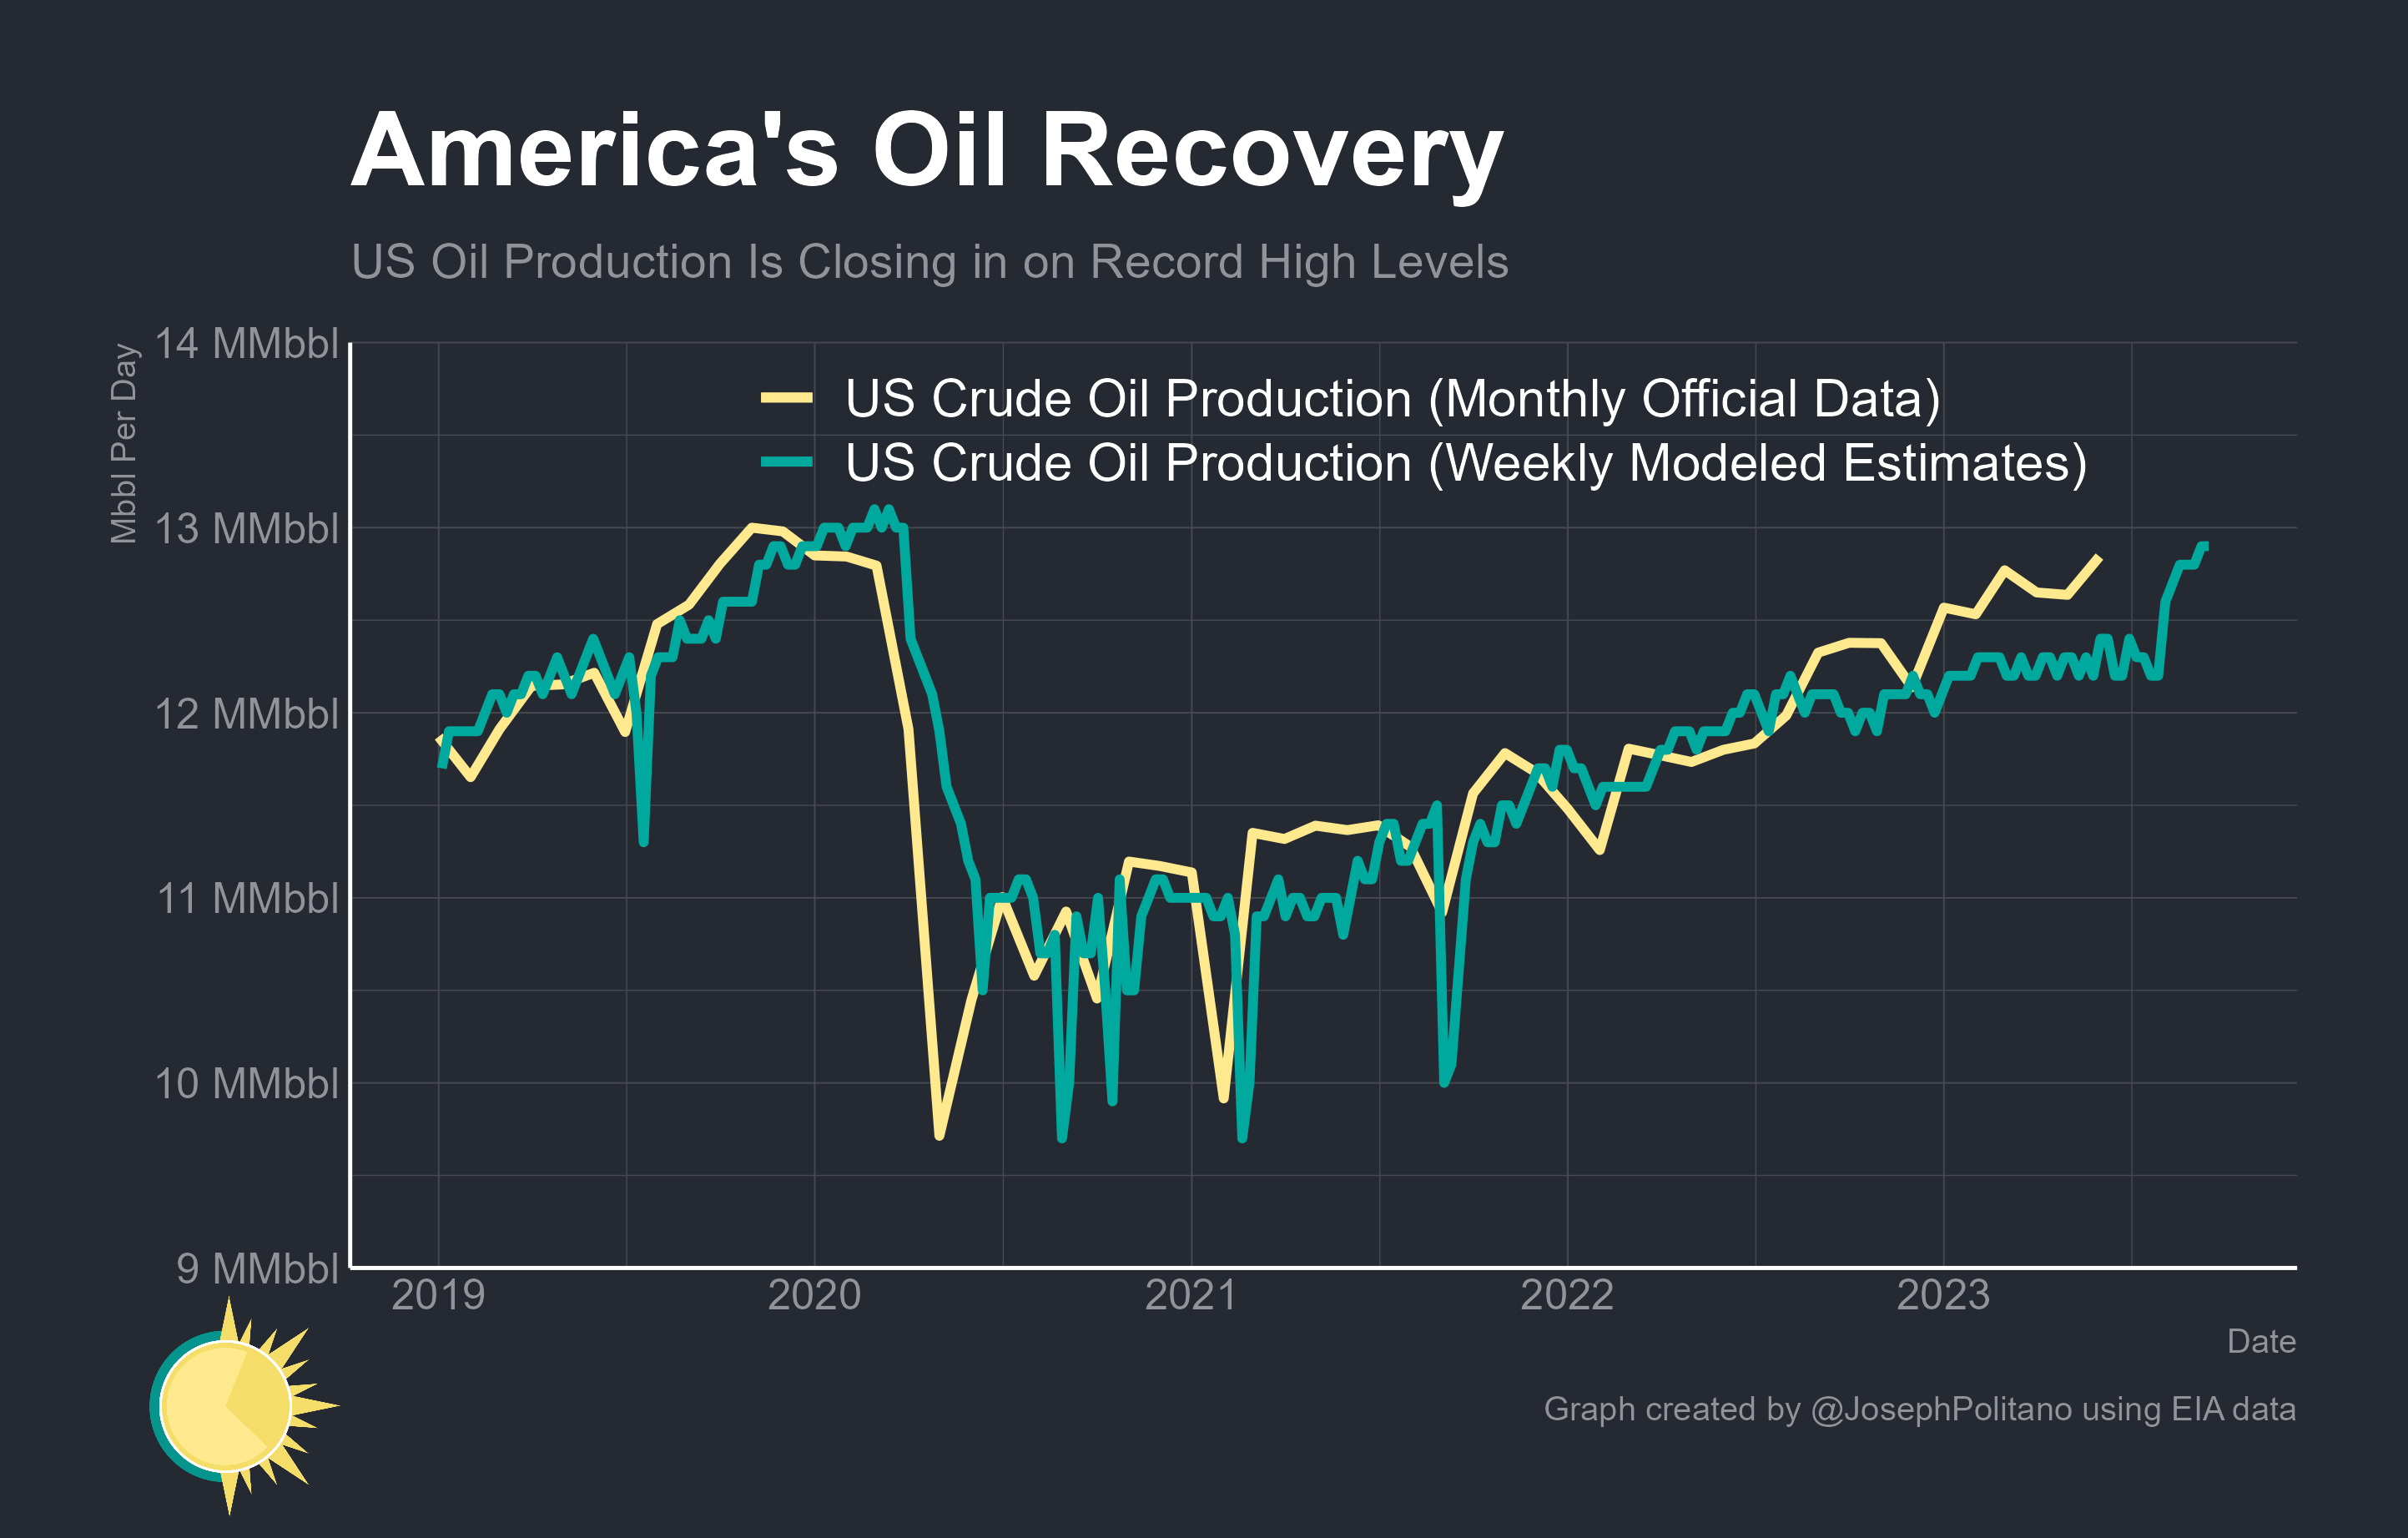 America's Oil Recovery
US Oil Production Is Closing in on Record High Levels
Mbbl Per Day
14 MMbbl
13 MMbbl
12 MMbbl
11 MMbbl
10 MMbbl
9 MMbbl
US Crude Oil Production (Monthly Official Data)
US Crude Oil Production (Weekly Modeled Estimates)
2019 2020 2021 2022 2023
Date
Graph created by @JosephPolitano using EIA data